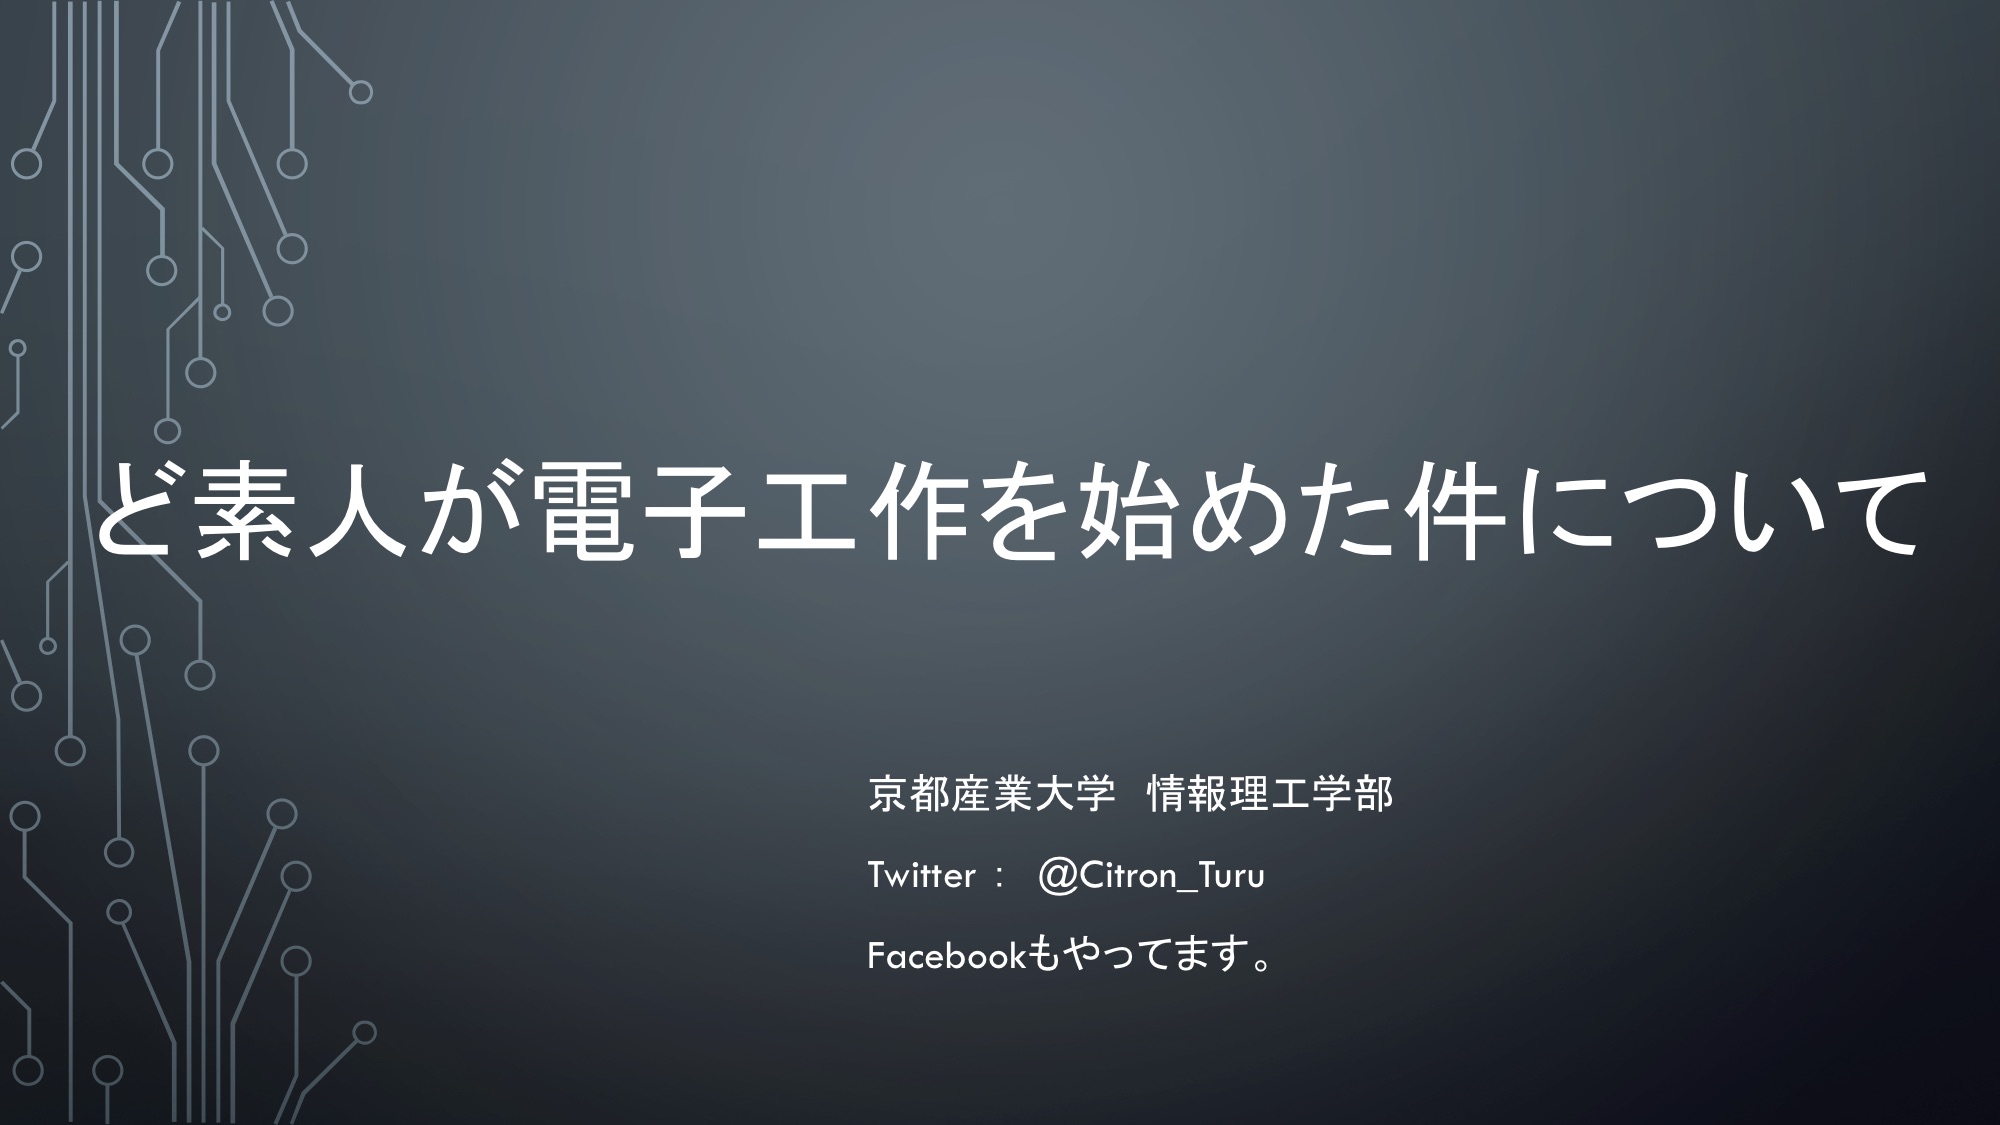 ど素人が電子工作を始めた件について
京都産業大学　情報理工学部
Twitter： @Citron_Turu
Facebookもやってます。